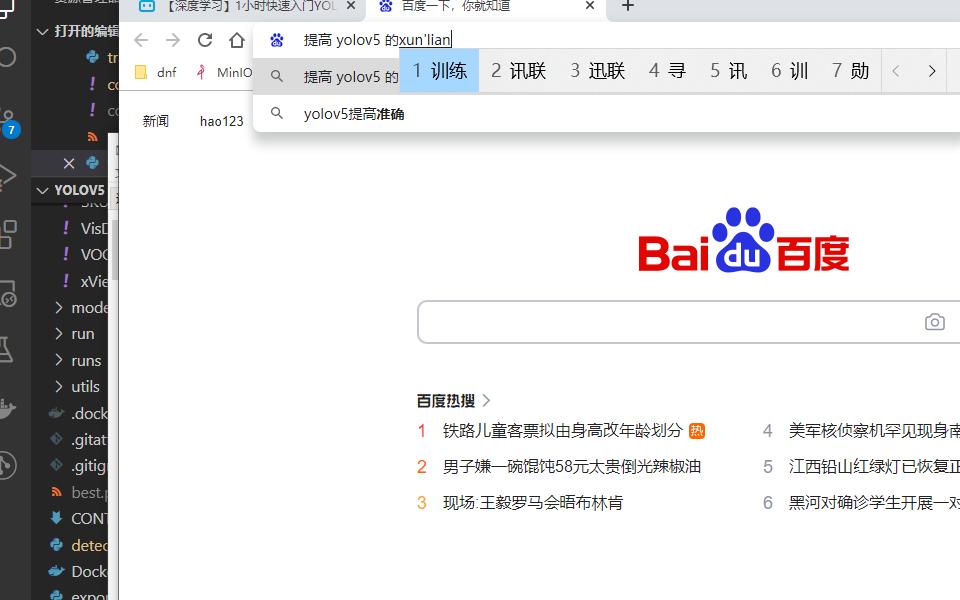 【深度学习】1小时快速入门YOL
百度一下，你就知道
打开的编辑
提高 yolov5 的xun'lian
1 训练 2 讯联 3 迅联 4 寻 5 讯 6 训 7 勋
提高 yolov5 的
yolov5提高准确
dnf
MinIO
新闻
hao123
7
YOLOV5
VisD
VOC
xVie
mode
run
runs
utils
.dock
.gitat
.gitig
best.p
CONT
detec
Docke
expor
Bai du 百度
百度热搜
1 铁路儿童客票拟由身高改年龄划分 热
2 男子嫌一碗馄饨58元太贵倒光辣椒油
3 现场:王毅罗马会晤布林肯
4 美军核侦察机罕见现身南
5 江西铅山红绿灯已恢复正
6 黑河对确诊学生开展一对